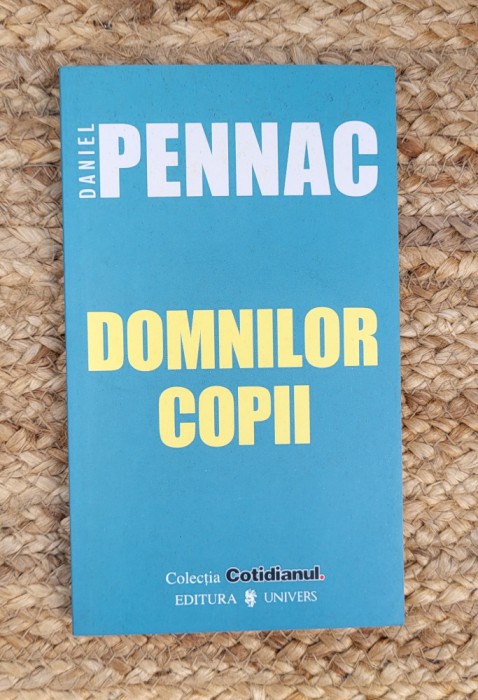 DANIEL
PENNAC
DOMNILOR
COPII
Colecția Cotidianul.
EDITURA UNIVERS